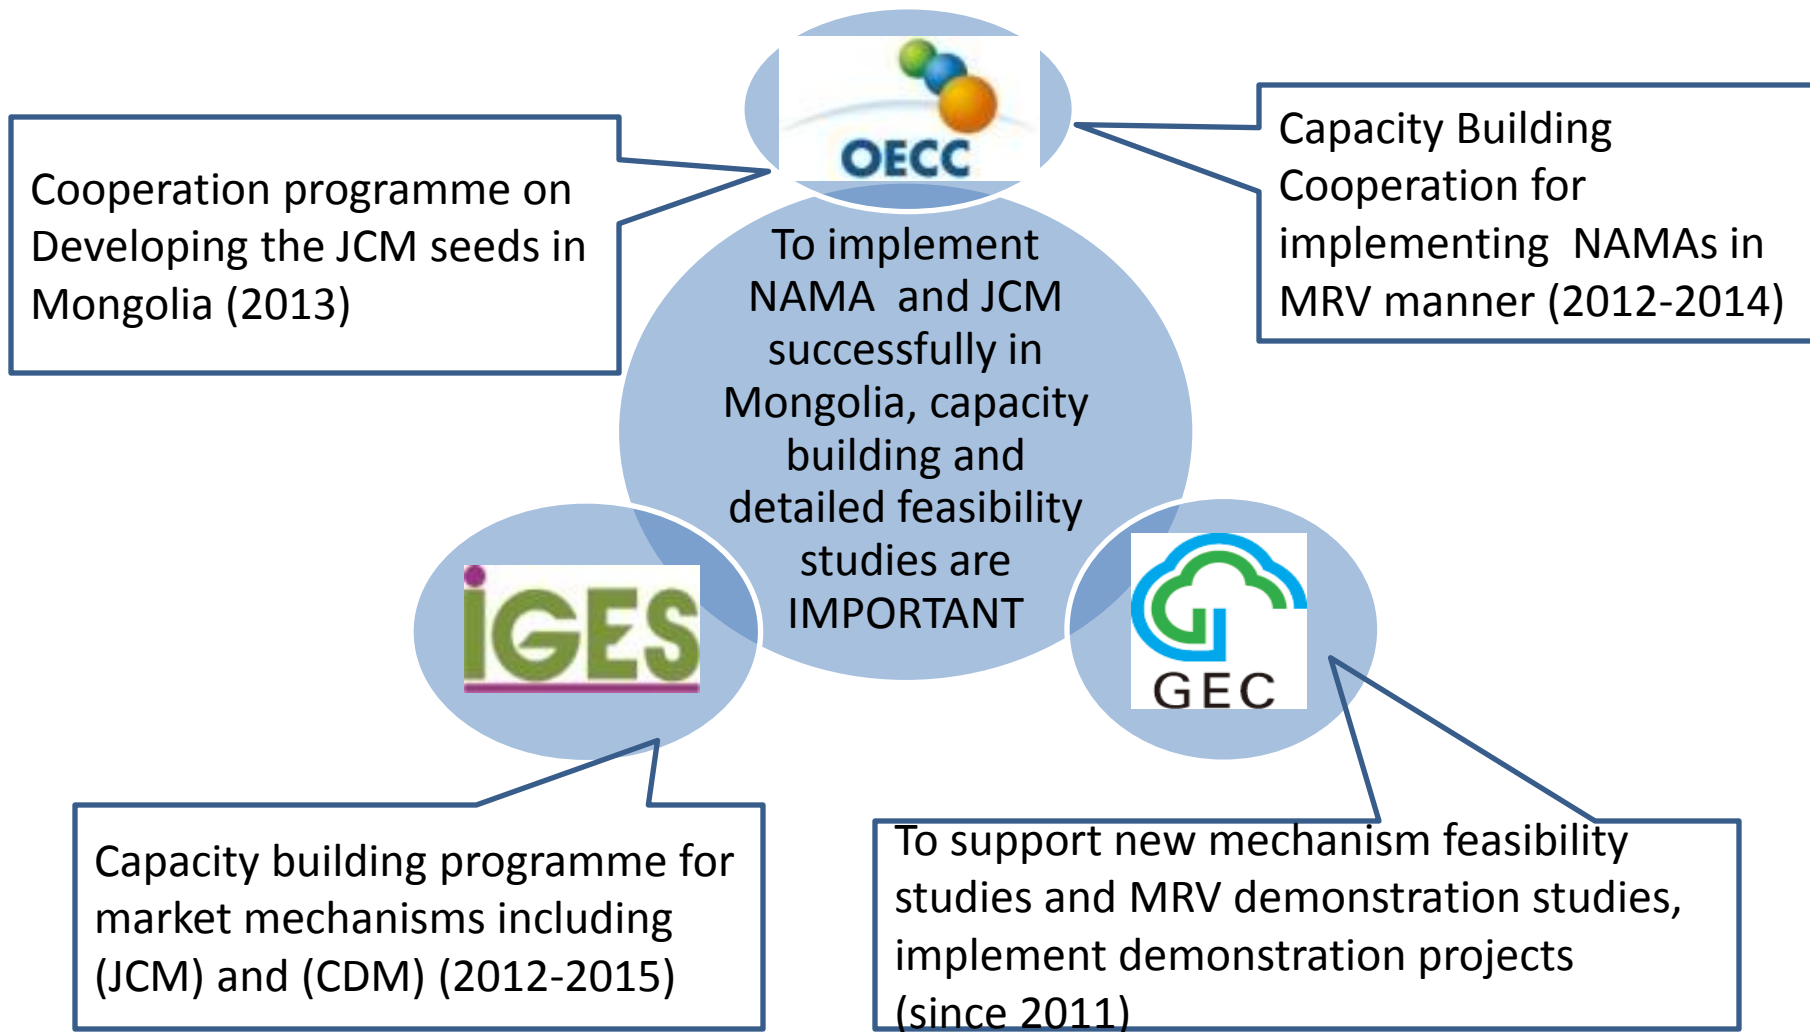 OECC
Cooperation programme on
Developing the JCM seeds in
Mongolia (2013)
Capacity Building
Cooperation for
implementing  NAMAs in
MRV manner (2012-2014)
To implement
NAMA  and JCM
successfully in
Mongolia, capacity
building and
detailed feasibility
studies are
IMPORTANT
iGES
GEC
Capacity building programme for
market mechanisms including
(JCM) and (CDM) (2012-2015)
To support new mechanism feasibility
studies and MRV demonstration studies,
implement demonstration projects
(since 2011)